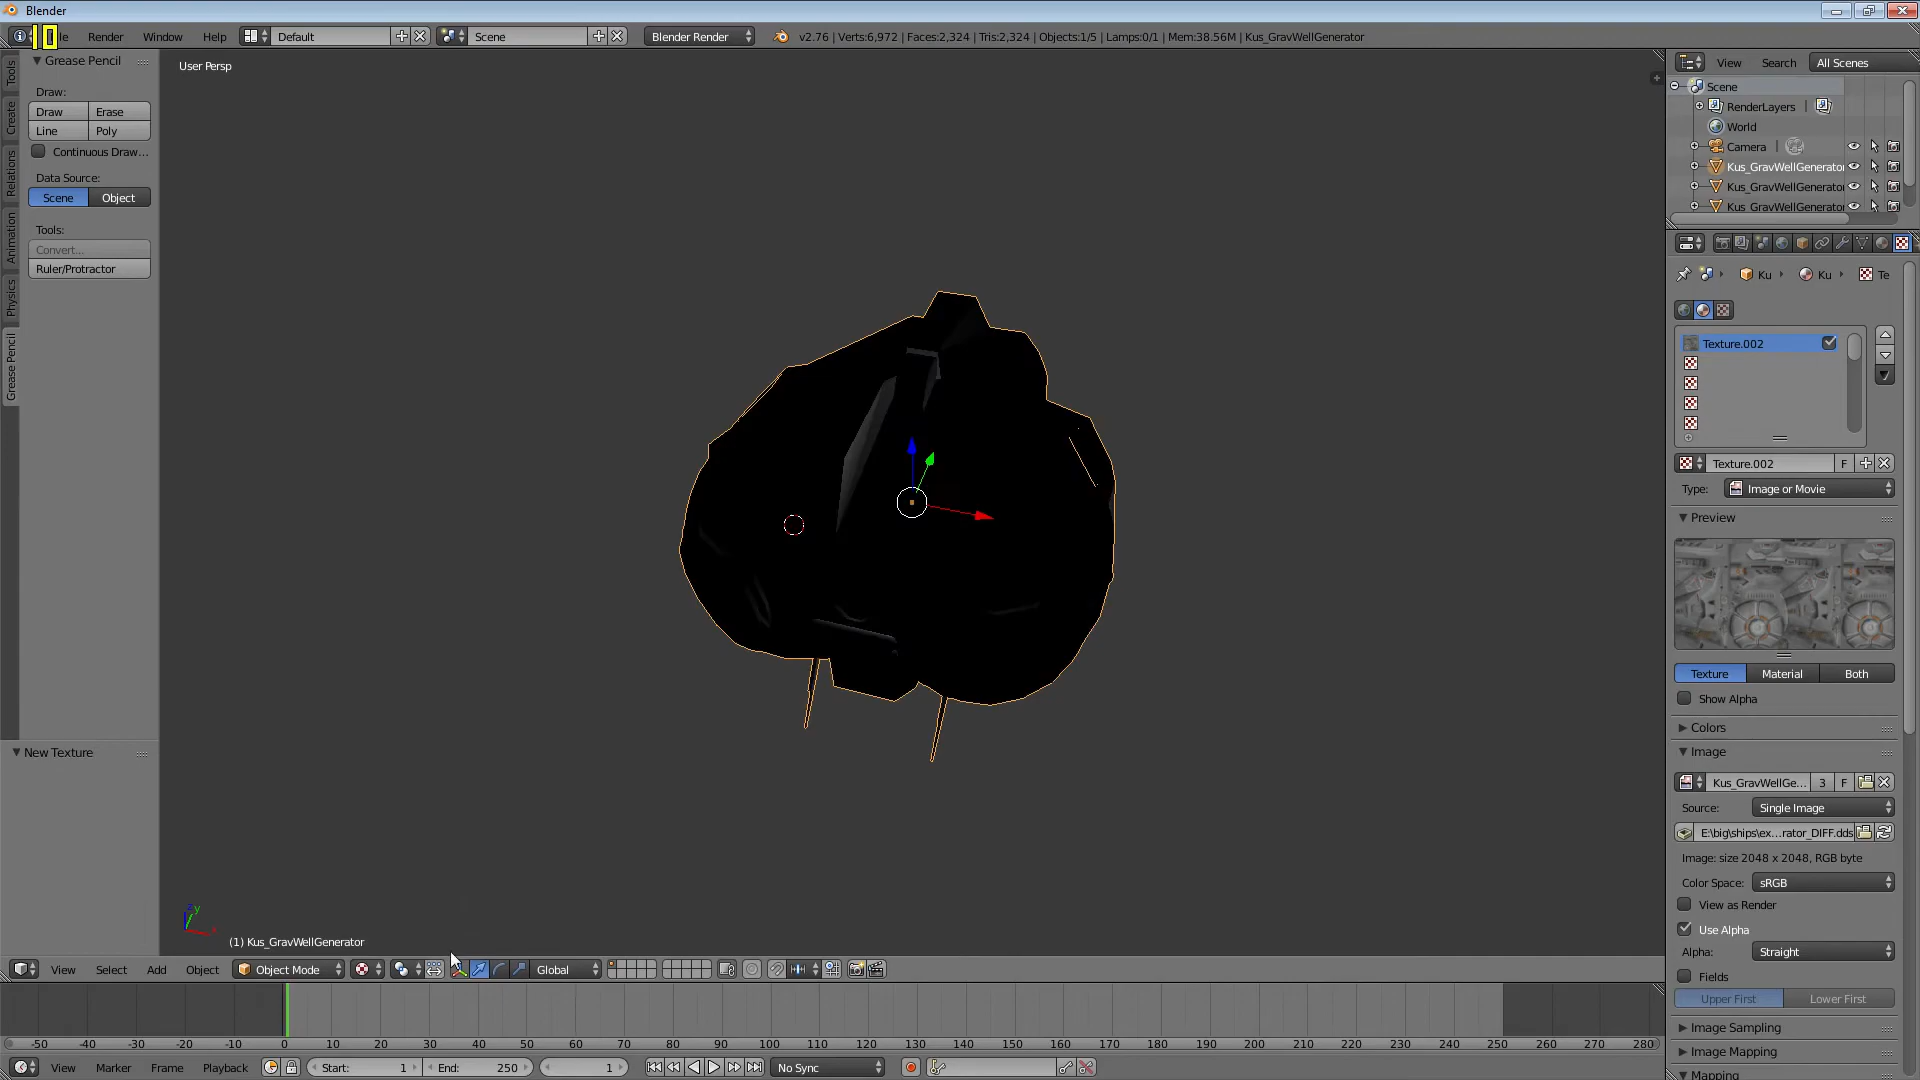 Blender
Render Window Help Default Scene Blender Render v2.76 | Verts:6,972 | Faces:2,324 | Tris:2,324 | Objects:1/5 | Lamps:0/1 | Mem:38.56M | Kus_GravWellGenerator
Grease Pencil
User Persp
View Search All Scenes
Scene
RenderLayers |
World
Camera |
Kus_GravWellGenerator
Kus_GravWellGenerator
Kus_GravWellGenerator
Draw:
Draw Erase
Line Poly
Continuous Draw...
Data Source:
Scene Object
Tools:
Convert...
Ruler/Protractor
Tools
Create
Relations
Animation
Physics
Grease Pencil
New Texture
Ku Ku Te
Texture.002
Texture.002 F
Type: Image or Movie
Preview
Texture Material Both
Show Alpha
Colors
Image
Kus_GravWellGe... 3 F
Source: Single Image
E:\big\ships\ex...rator_DIFF.dds
Image: size 2048 x 2048, RGB byte
Color Space: sRGB
View as Render
Use Alpha
Alpha: Straight
Fields
Upper First Lower First
Image Sampling
Image Mapping
Mapping
(1) Kus_GravWellGenerator
View Select Add Object Object Mode Global
-50 -40 -30 -20 -10 0 10 20 30 40 50 60 70 80 90 100 110 120 130 140 150 160 170 180 190 200 210 220 230 240 250 260 270 280
View Marker Frame Playback Start: 1 End: 250 1 No Sync